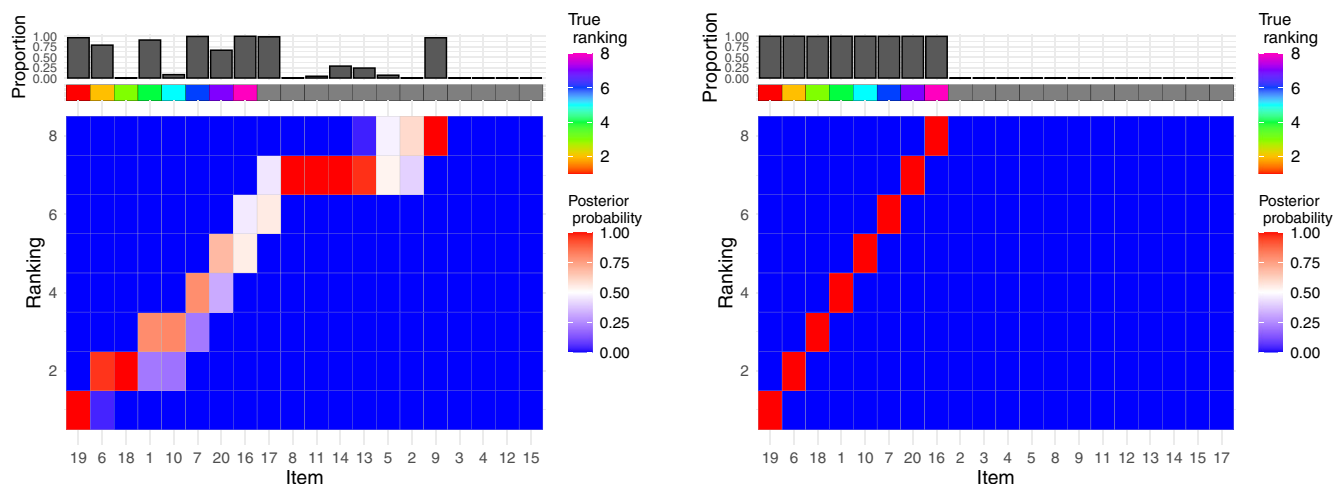 Proportion
1.00
0.75
0.50
0.25
0.00
Ranking
8
6
4
2
19 6 18 1 10 7 20 16 17 8 11 14 13 5 2 9 3 4 12 15
Item
True
ranking
8
6
4
2
Posterior
probability
1.00
0.75
0.50
0.25
0.00
Proportion
1.00
0.75
0.50
0.25
0.00
Ranking
8
6
4
2
19 6 18 1 10 7 20 16 2 3 4 5 8 9 11 12 13 14 15 17
Item
True
ranking
8
6
4
2
Posterior
probability
1.00
0.75
0.50
0.25
0.00